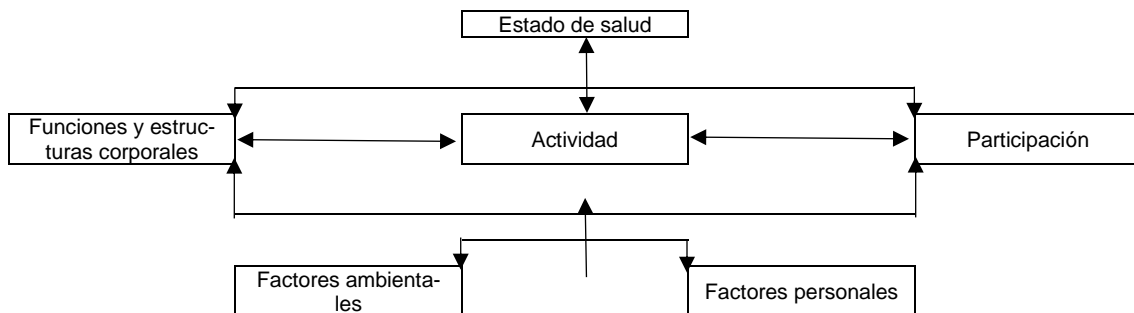 Estado de salud
Funciones y estruc-
turas corporales
Actividad
Participación
Factores ambienta-
les
Factores personales